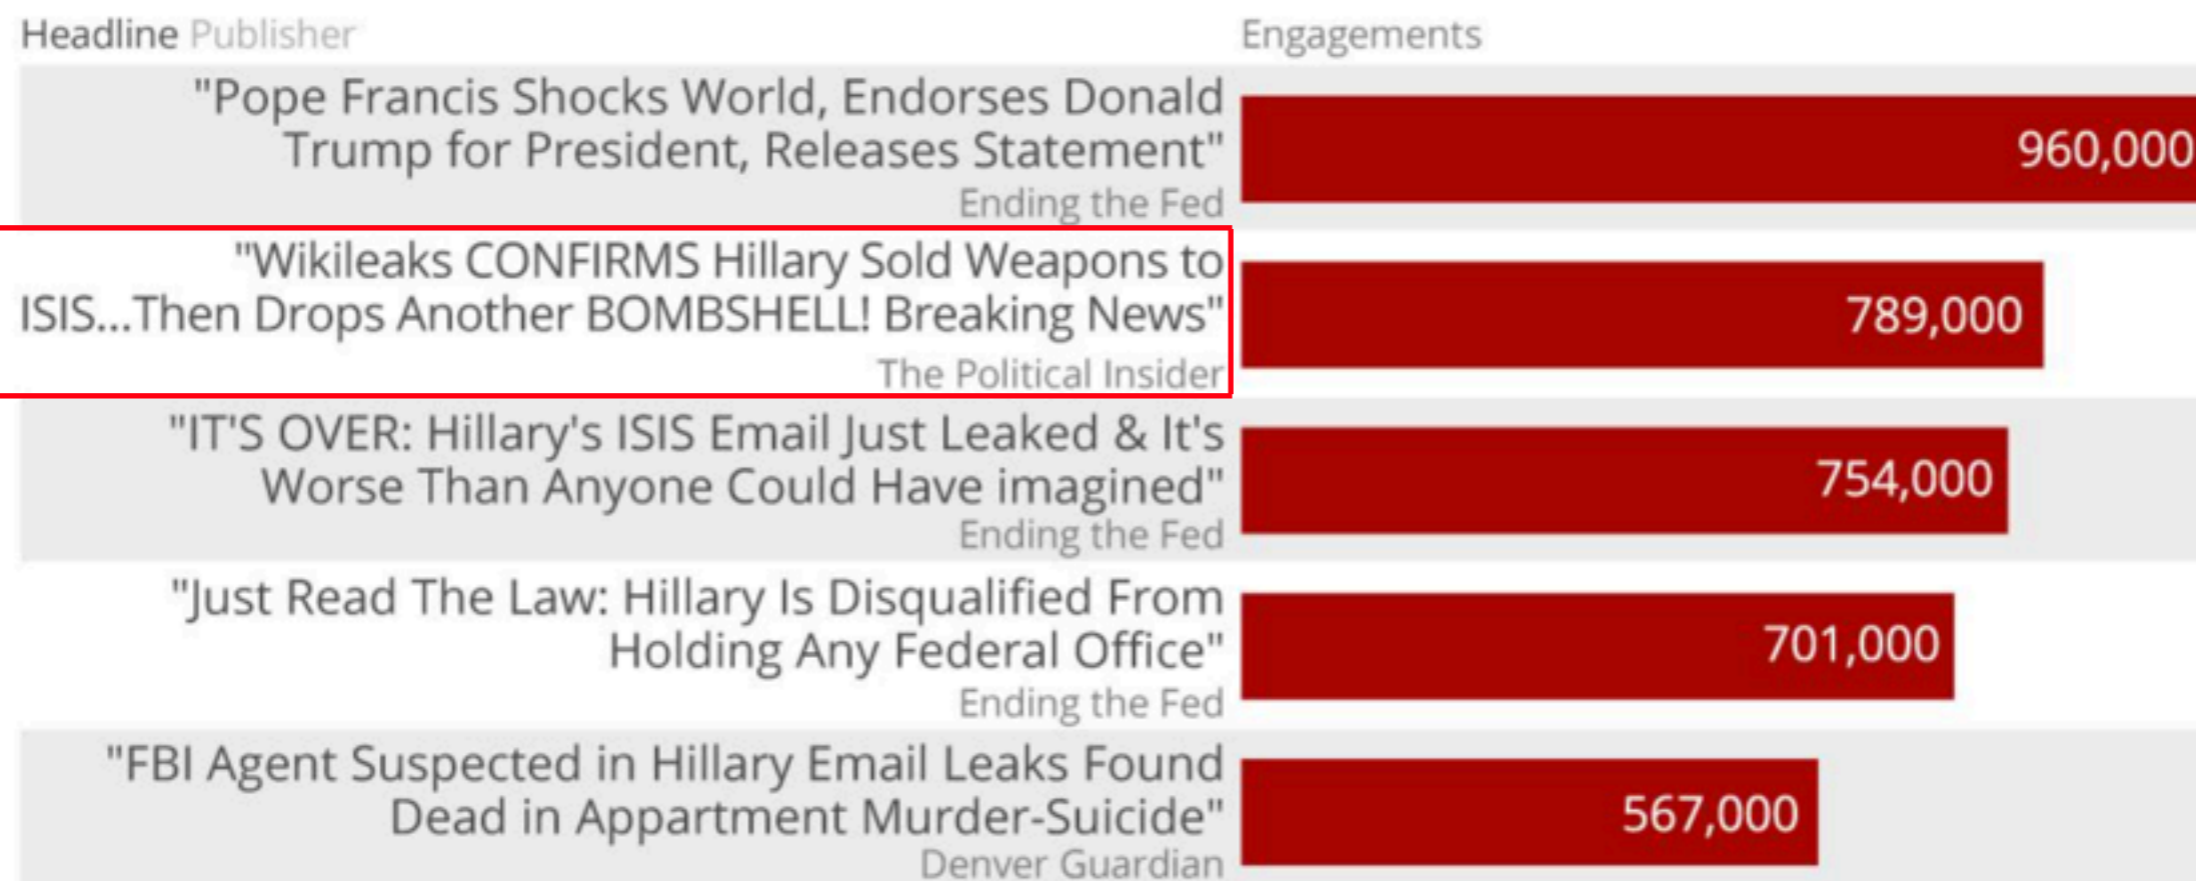 Headline Publisher
Engagements
"Pope Francis Shocks World, Endorses Donald
Trump for President, Releases Statement"
Ending the Fed
960,000
"Wikileaks CONFIRMS Hillary Sold Weapons to
ISIS...Then Drops Another BOMBSHELL! Breaking News"
The Political Insider
789,000
"IT'S OVER: Hillary's ISIS Email Just Leaked & It's
Worse Than Anyone Could Have imagined"
Ending the Fed
754,000
"Just Read The Law: Hillary Is Disqualified From
Holding Any Federal Office"
Ending the Fed
701,000
"FBI Agent Suspected in Hillary Email Leaks Found
Dead in Appartment Murder-Suicide"
Denver Guardian
567,000